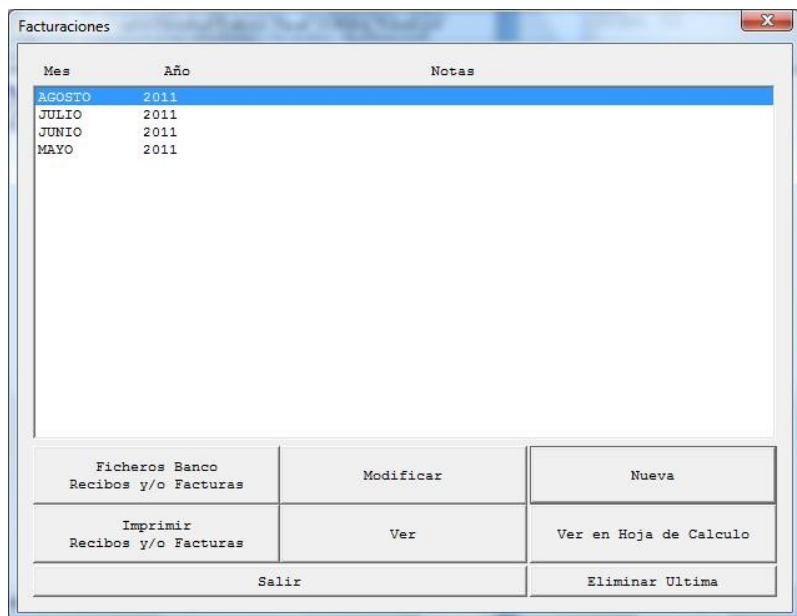 Facturaciones
Mes Año Notas
AGOSTO 2011
JULIO 2011
JUNIO 2011
MAYO 2011
Ficheros Banco
Recibos y/o Facturas
Modificar
Nueva
Imprimir
Recibos y/o Facturas
Ver
Ver en Hoja de Calculo
Salir
Eliminar Ultima